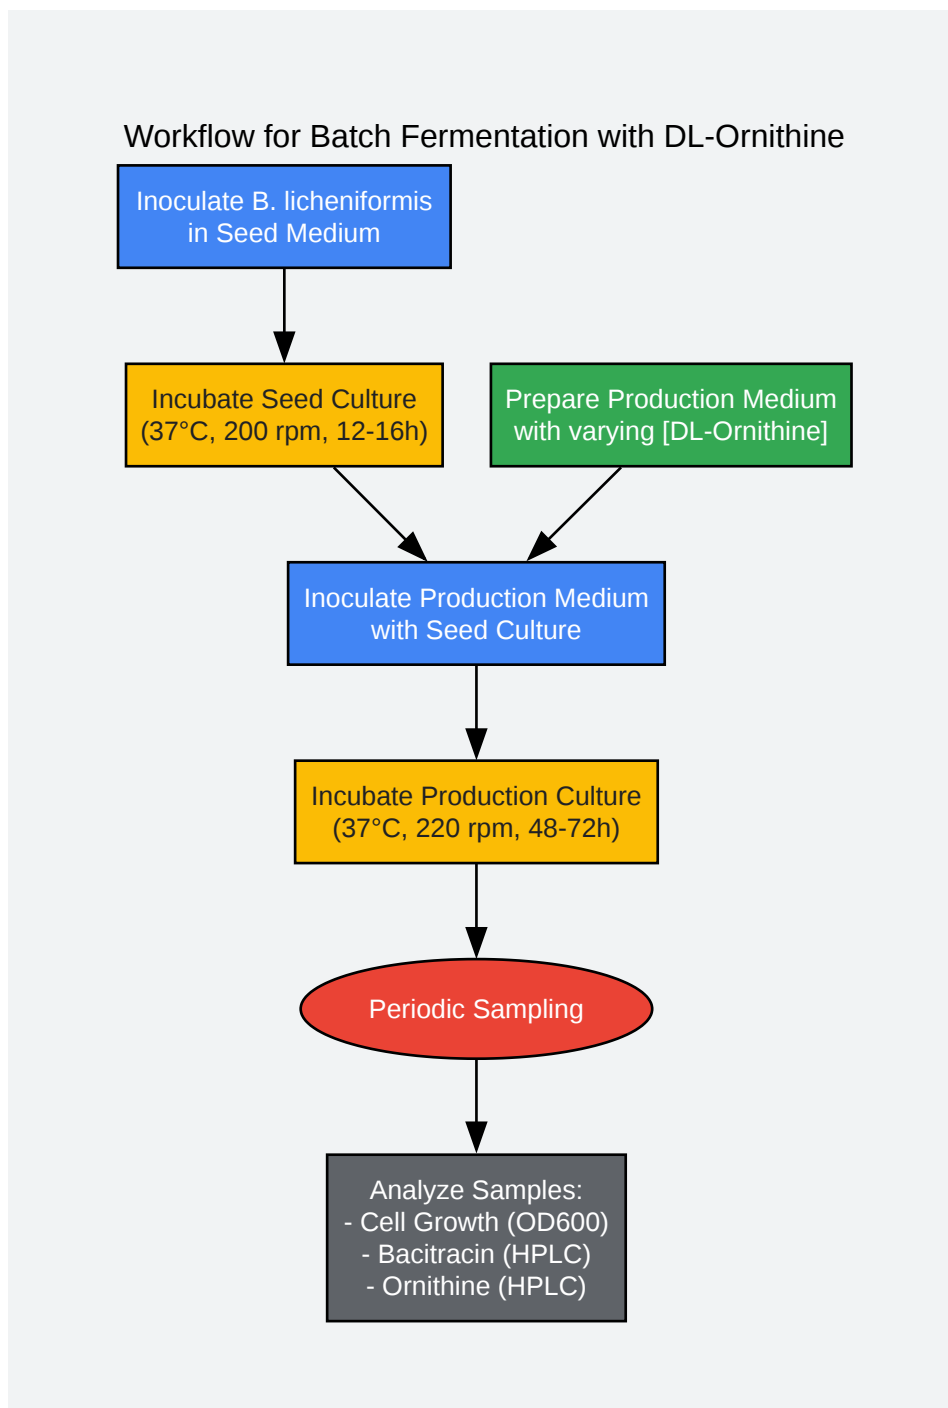 Workflow for Batch Fermentation with DL-Ornithine
Inoculate B. licheniformis
in Seed Medium
Incubate Seed Culture
(37°C, 200 rpm, 12-16h)
Prepare Production Medium
with varying [DL-Ornithine]
Inoculate Production Medium
with Seed Culture
Incubate Production Culture
(37°C, 220 rpm, 48-72h)
Periodic Sampling
Analyze Samples:
- Cell Growth (OD600)
- Bacitracin (HPLC)
- Ornithine (HPLC)